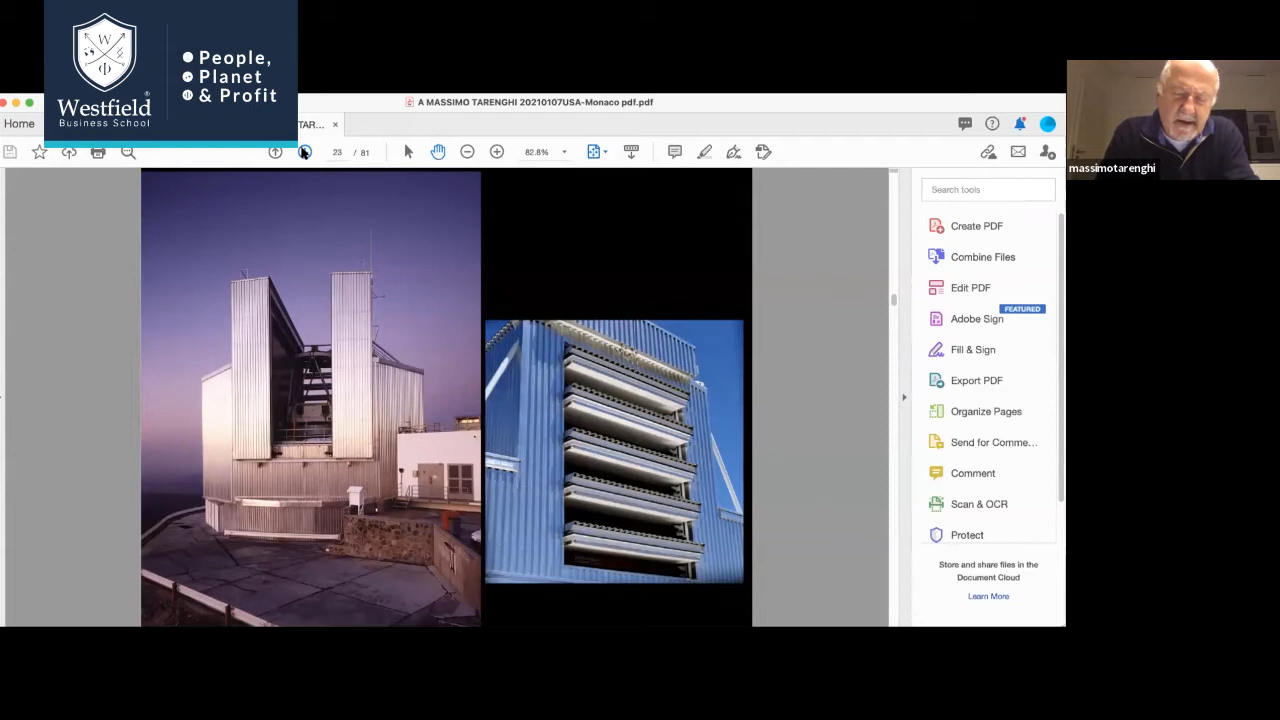 W
Φ
Westfield®
Business School
People,
Planet
& Profit
A MASSIMO TARENGHI 20210107USA-Monaco pdf.pdf
Home
TAR... ×
23 / 81
82.8%
massimotarenghi
Search tools
Create PDF
Combine Files
Edit PDF
FEATURED
Adobe Sign
Fill & Sign
Export PDF
Organize Pages
Send for Comme...
Comment
Scan & OCR
Protect
Store and share files in the
Document Cloud
Learn More